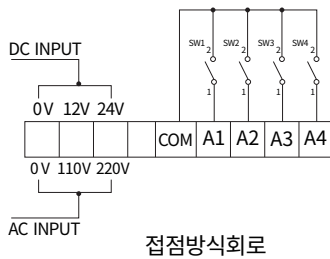 DC INPUT
SW1 SW2 SW3 SW4
2 2 2 2
1 1 1 1
0V 12V 24V
COM A1 A2 A3 A4
0V 110V 220V
AC INPUT
접점방식회로